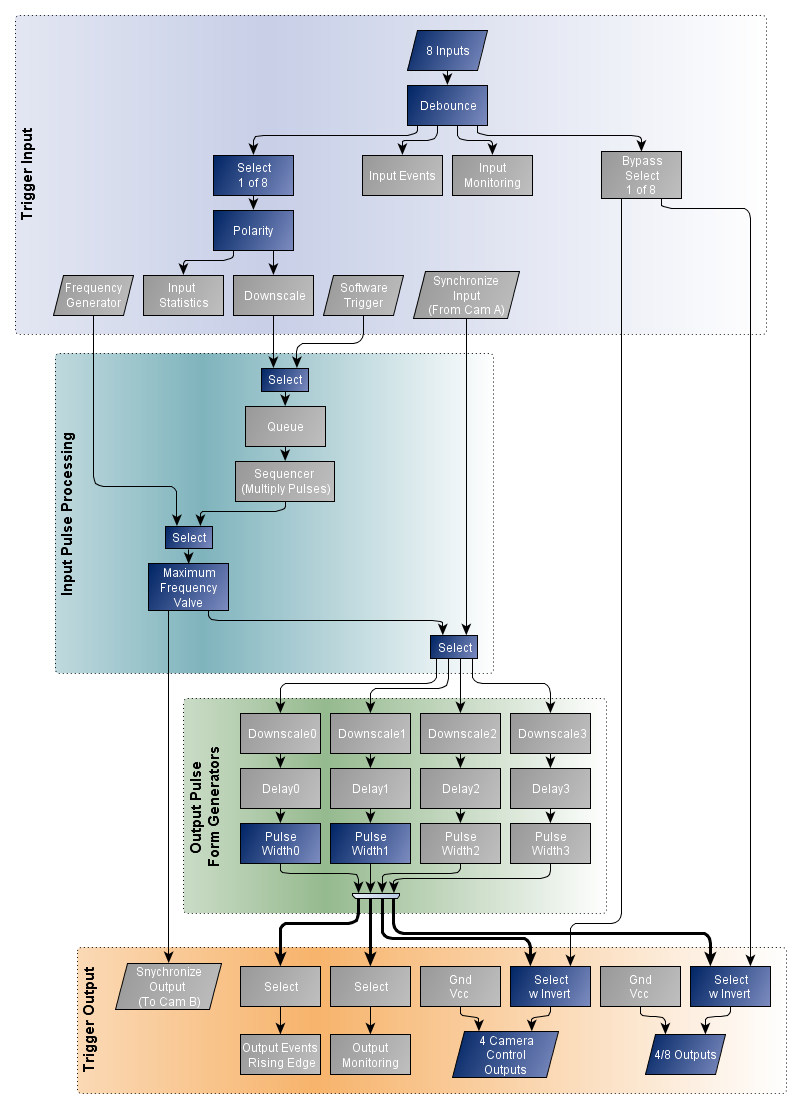 Trigger Input
8 Inputs
Debounce
Select
1 of 8
Input Events
Input
Monitoring
Bypass
Select
1 of 8
Polarity
Frequency
Generator
Input
Statistics
Downscale
Software
Trigger
Synchronize
Input
(From Cam A)
Input Pulse Processing
Select
Queue
Sequencer
(Multiply Pulses)
Select
Maximum
Frequency
Valve
Select
Output Pulse
Form Generators
Downscale0
Downscale1
Downscale2
Downscale3
Delay0
Delay1
Delay2
Delay3
Pulse
Width0
Pulse
Width1
Pulse
Width2
Pulse
Width3
Trigger Output
Snychronize
Output
(To Cam B)
Select
Select
Gnd
Vcc
Select
w Invert
Gnd
Vcc
Select
w Invert
Output Events
Rising Edge
Output
Monitoring
4 Camera
Control
Outputs
4/8 Outputs